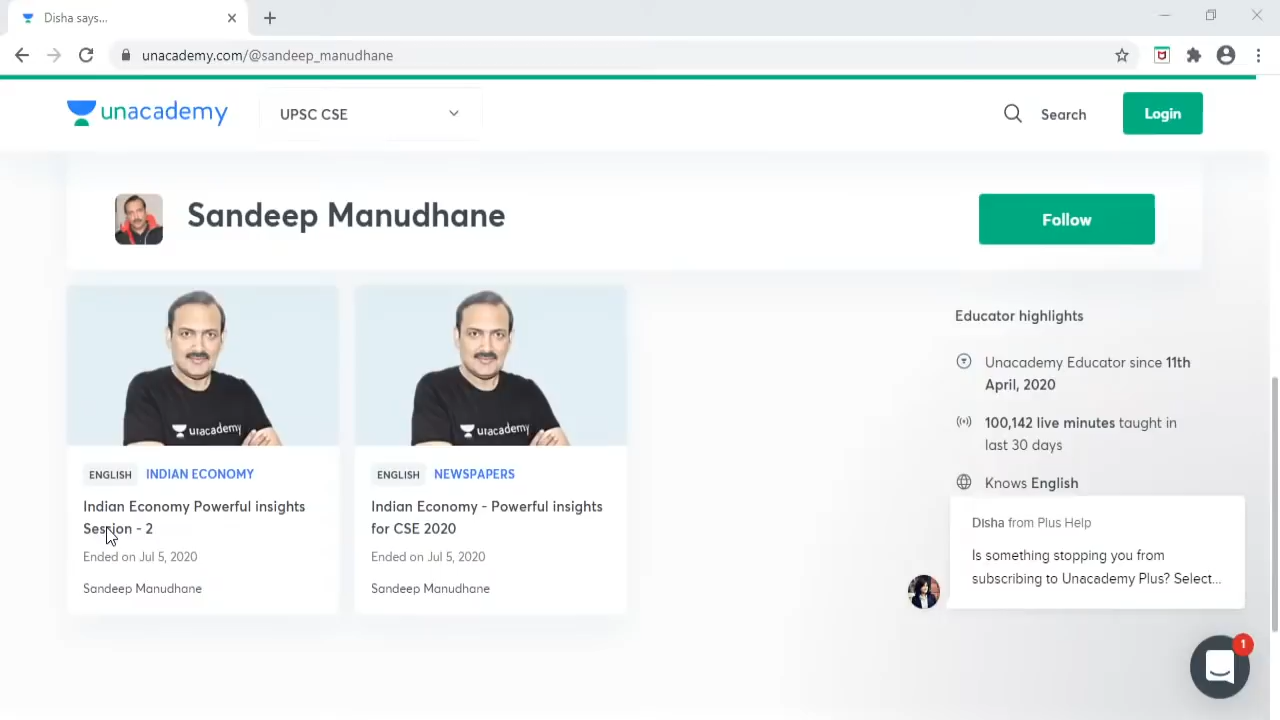 Disha says...
unacademy.com/@sandeep_manudhane
unacademy
UPSC CSE
Search
Login
Sandeep Manudhane
Follow
unacademy
unacademy
ENGLISH INDIAN ECONOMY
Indian Economy Powerful insights
Session - 2
Ended on Jul 5, 2020
Sandeep Manudhane
ENGLISH NEWSPAPERS
Indian Economy - Powerful insights
for CSE 2020
Ended on Jul 5, 2020
Sandeep Manudhane
Educator highlights
Unacademy Educator since 11th
April, 2020
100,142 live minutes taught in
last 30 days
Knows English
Disha from Plus Help
Is something stopping you from
subscribing to Unacademy Plus? Select...
1